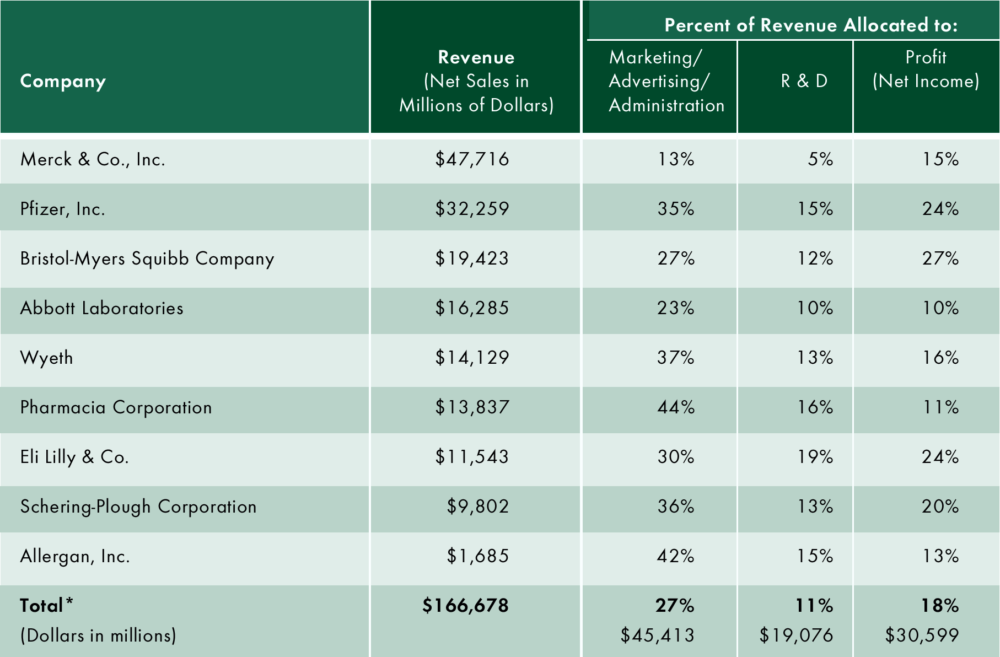 Percent of Revenue Allocated to:
Company
Revenue
(Net Sales in
Millions of Dollars)
Marketing/
Advertising/
Administration
R & D
Profit
(Net Income)
Merck & Co., Inc. $47,716 13% 5% 15%
Pfizer, Inc. $32,259 35% 15% 24%
Bristol-Myers Squibb Company $19,423 27% 12% 27%
Abbott Laboratories $16,285 23% 10% 10%
Wyeth $14,129 37% 13% 16%
Pharmacia Corporation $13,837 44% 16% 11%
Eli Lilly & Co. $11,543 30% 19% 24%
Schering-Plough Corporation $9,802 36% 13% 20%
Allergan, Inc. $1,685 42% 15% 13%
Total* $166,678 27% 11% 18%
(Dollars in millions) $45,413 $19,076 $30,599